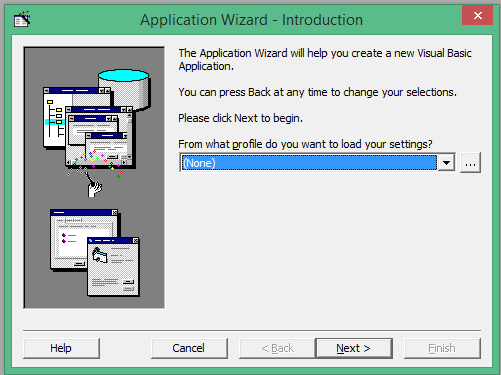 Application Wizard - Introduction
The Application Wizard will help you create a new Visual Basic
Application.
You can press Back at any time to change your selections.
Please click Next to begin.
From what profile do you want to load your settings?
(None)
...
Help
Cancel
< Back
Next >
Finish